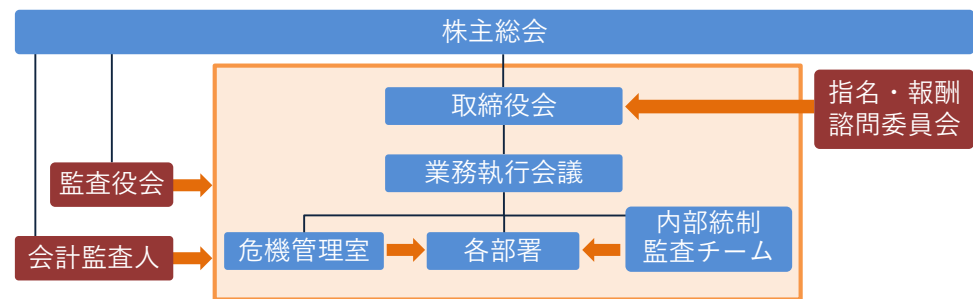 株主総会
取締役会
指名・報酬
諮問委員会
業務執行会議
監査役会
危機管理室
各部署
内部統制
監査チーム
会計監査人